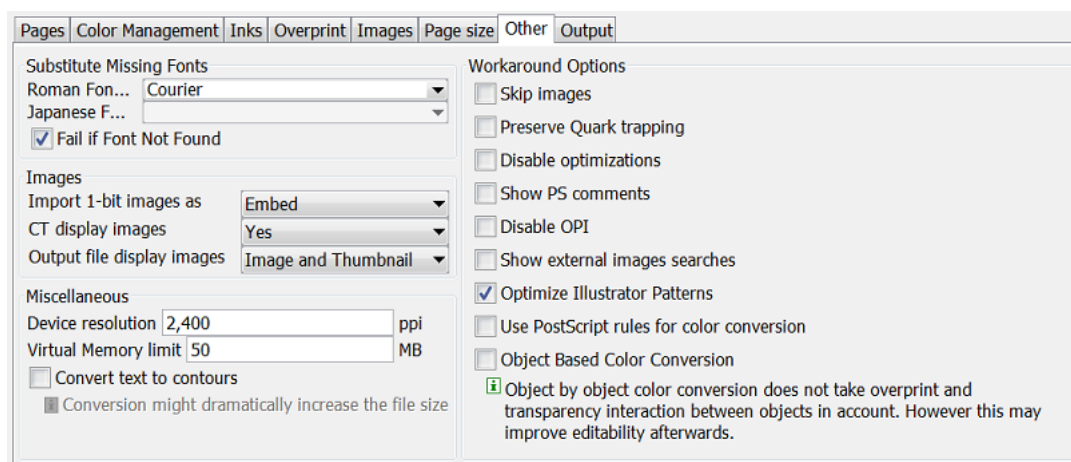 Pages Color Management Inks Overprint Images Page size Other Output
Substitute Missing Fonts
Roman Fon... Courier
Japanese F...
Fail if Font Not Found
Images
Import 1-bit images as Embed
CT display images Yes
Output file display images Image and Thumbnail
Miscellaneous
Device resolution 2,400 ppi
Virtual Memory limit 50 MB
Convert text to contours
Conversion might dramatically increase the file size
Workaround Options
Skip images
Preserve Quark trapping
Disable optimizations
Show PS comments
Disable OPI
Show external images searches
Optimize Illustrator Patterns
Use PostScript rules for color conversion
Object Based Color Conversion
Object by object color conversion does not take overprint and
transparency interaction between objects in account. However this may
improve editability afterwards.